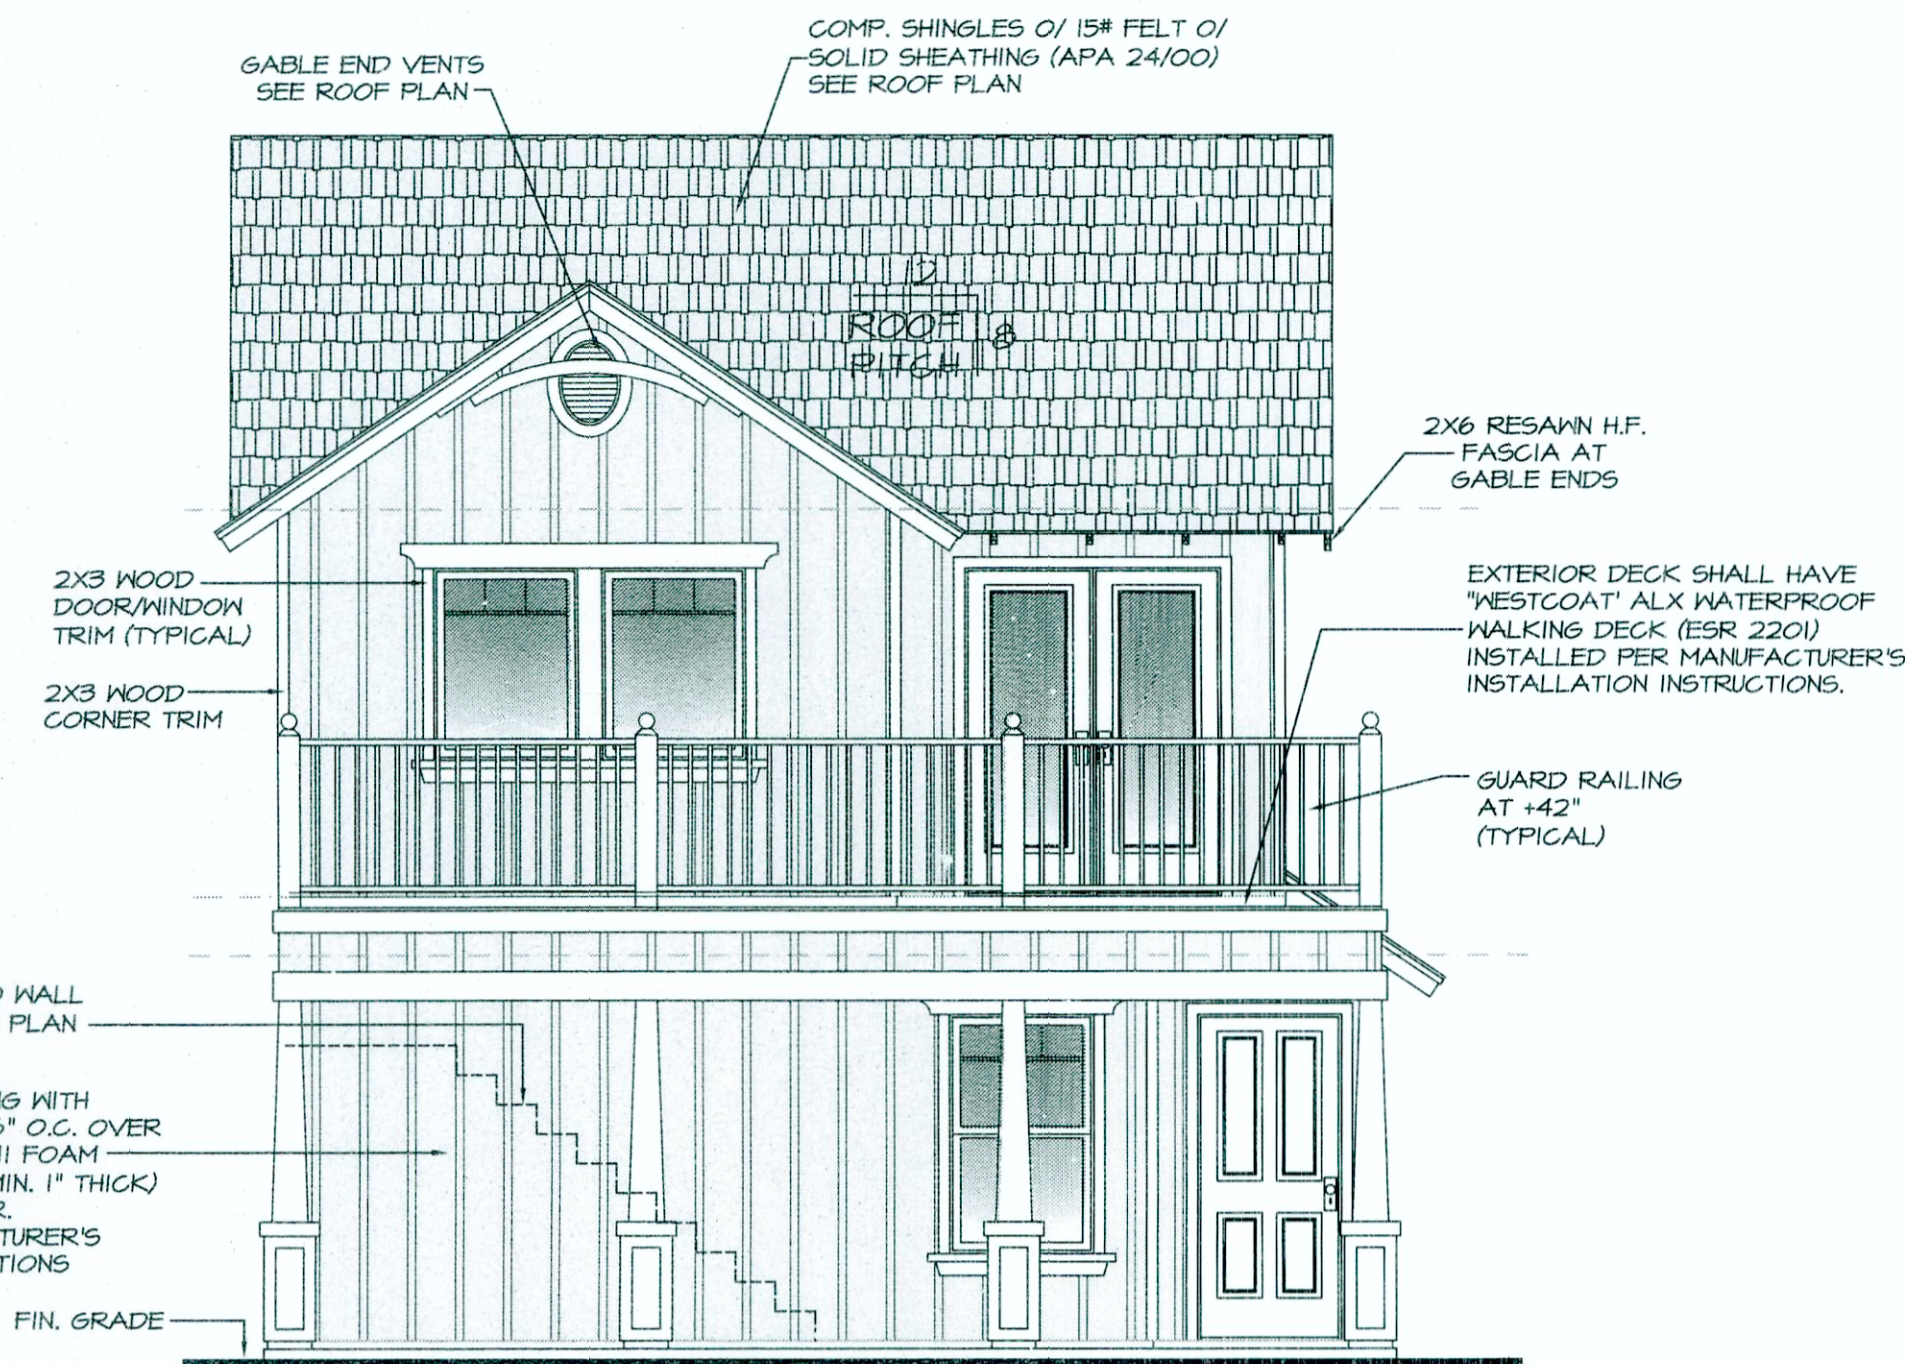 GABLE END VENTS
SEE ROOF PLAN
COMP. SHINGLES O/ 15# FELT O/
SOLID SHEATHING (APA 24/00)
SEE ROOF PLAN
12
ROOF
PITCH
8
2X6 RESAWN H.F.
FASCIA AT
GABLE ENDS
2X3 WOOD
DOOR/WINDOW
TRIM (TYPICAL)
2X3 WOOD
CORNER TRIM
EXTERIOR DECK SHALL HAVE
"WESTCOAT' ALX WATERPROOF
WALKING DECK (ESR 2201)
INSTALLED PER MANUFACTURER'S
INSTALLATION INSTRUCTIONS.
GUARD RAILING
AT +42"
(TYPICAL)
WALL
PLAN
WITH
O.C. OVER
FOAM
1" THICK)
FIN. GRADE